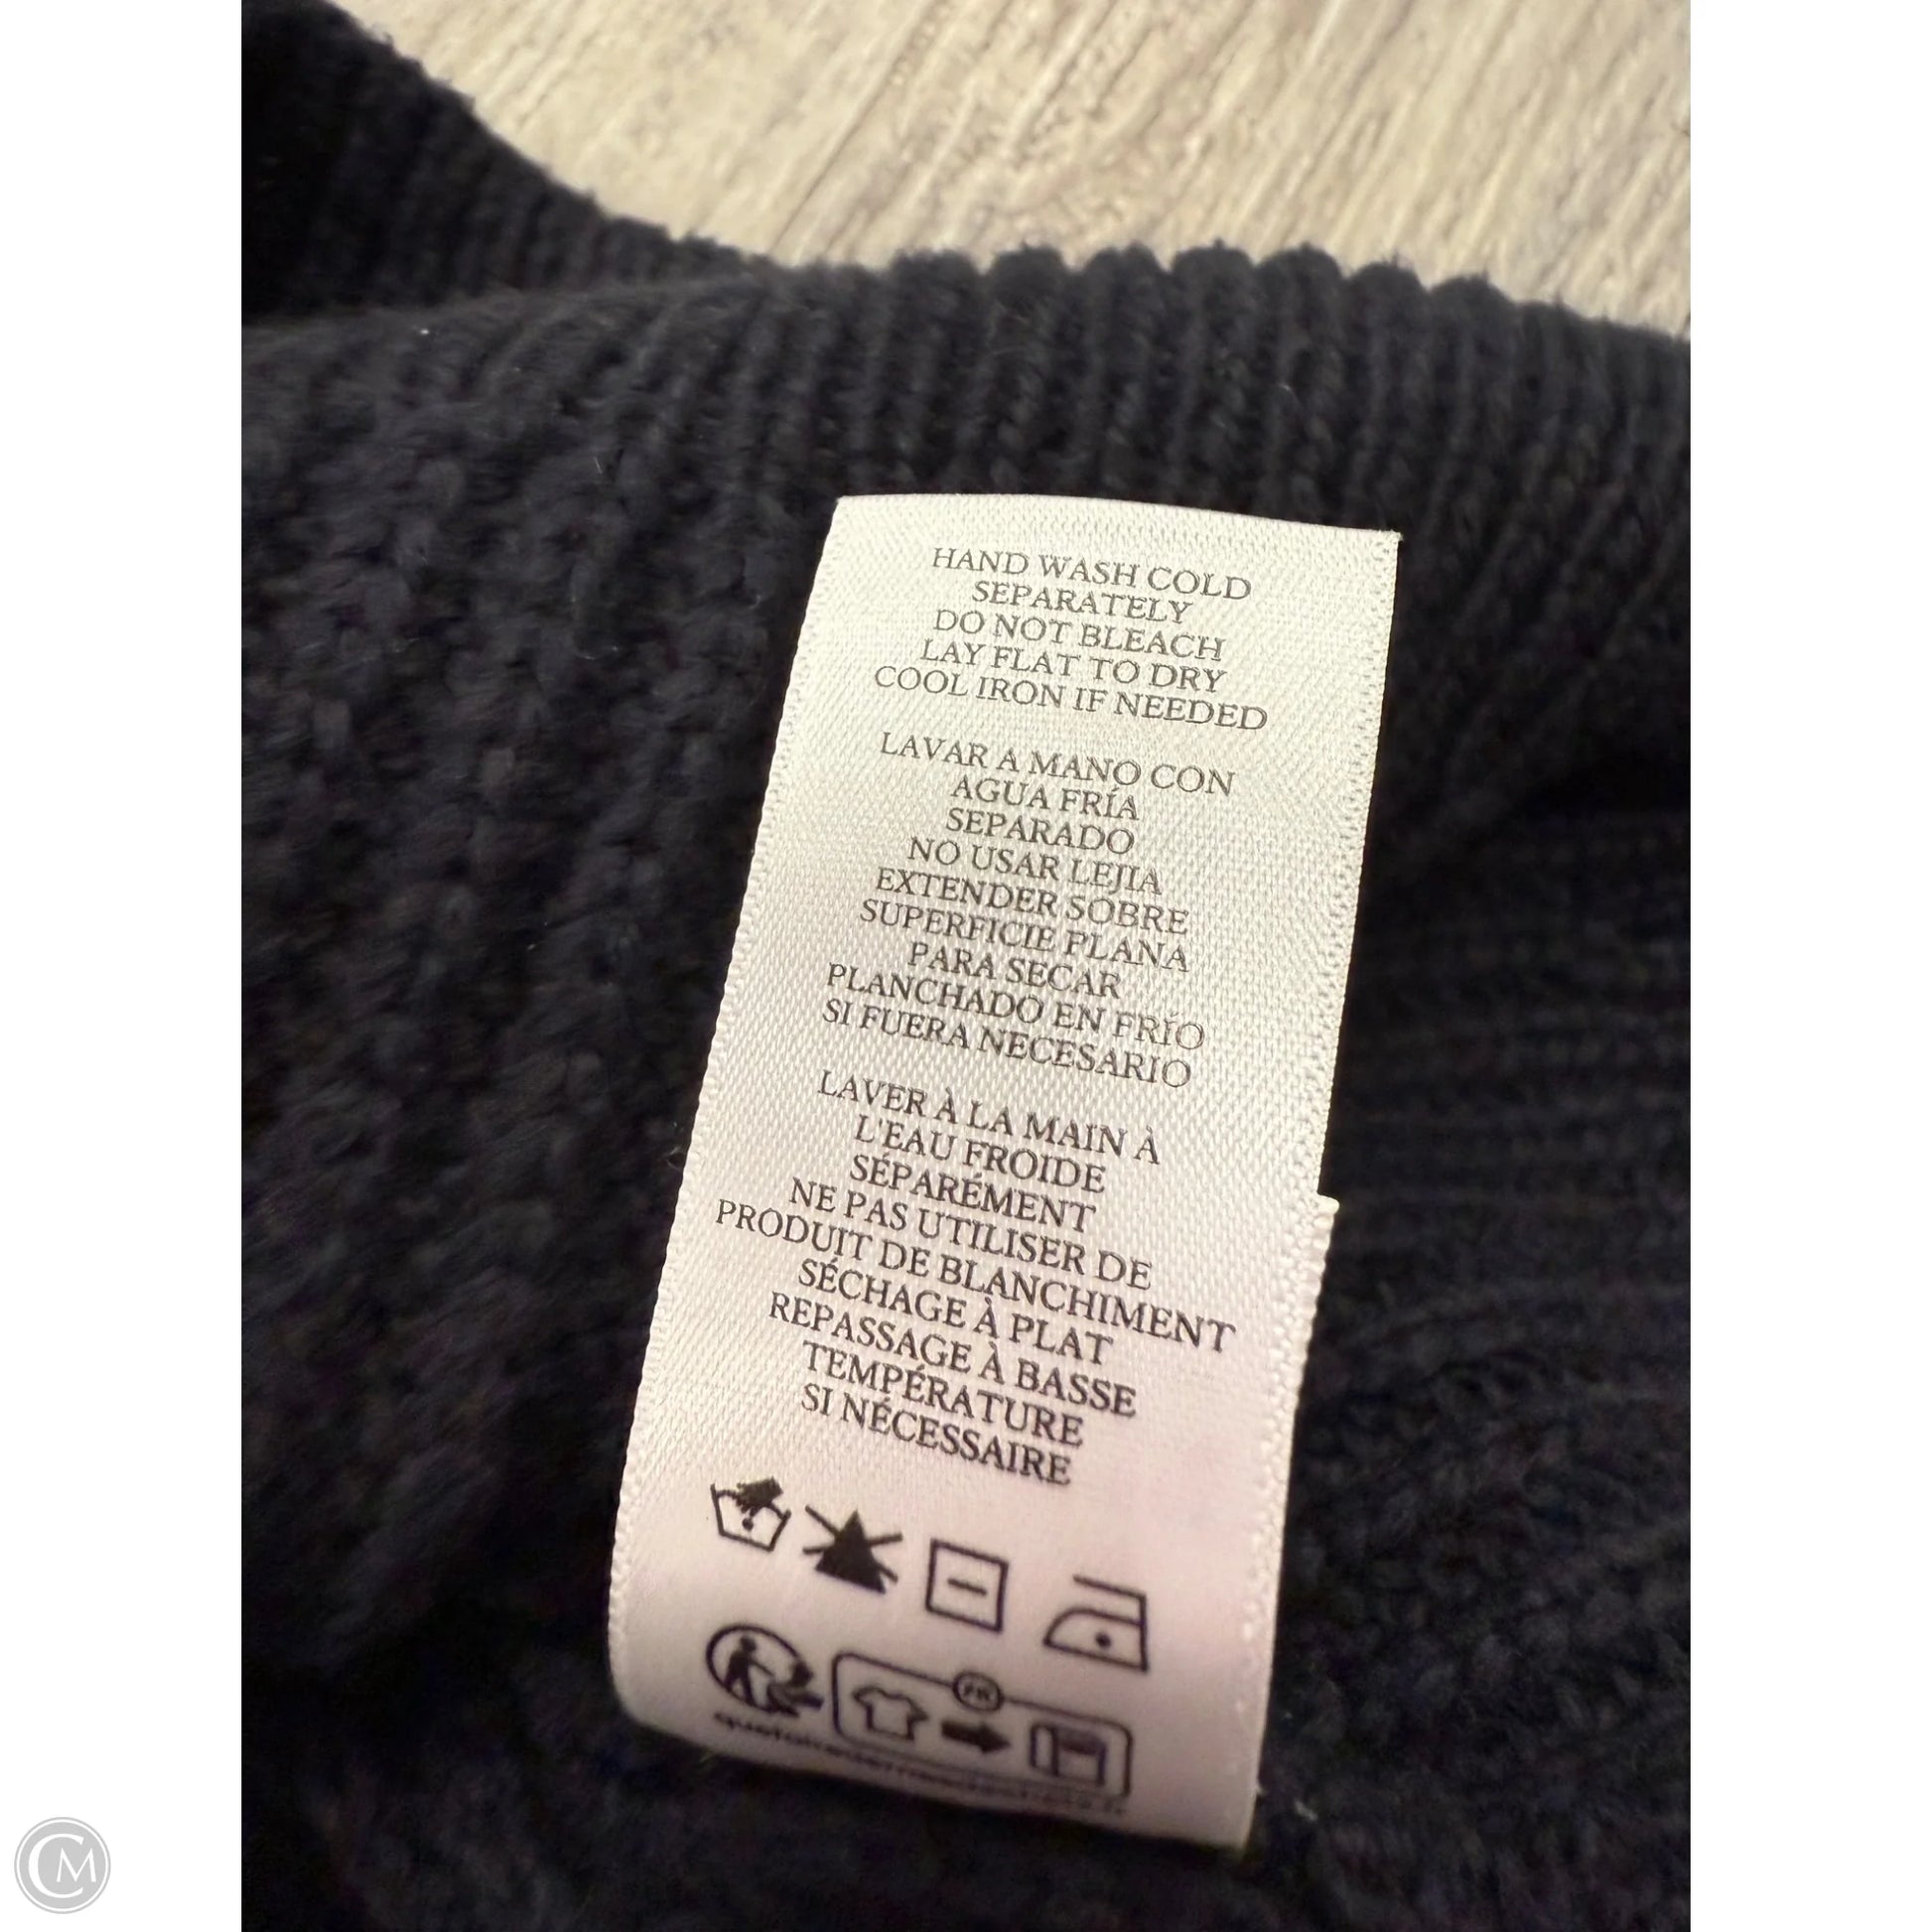 HAND WASH COLD
SEPARATELY
DO NOT BLEACH
LAY FLAT TO DRY
COOL IRON IF NEEDED
LAVAR A MANO CON
AGUA FRÍA
SEPARADO
NO USAR LEJIA
EXTENDER SOBRE
SUPERFICIE PLANA
PARA SECAR
PLANCHADO EN FRÍO
SI FUERA NECESARIO
LAVER À LA MAIN À
L'EAU FROIDE
SÉPARÉMENT
NE PAS UTILISER DE
PRODUIT DE BLANCHIMENT
SÉCHAGE À PLAT
REPASSAGE À BASSE
TEMPÉRATURE
SI NÉCESSAIRE
FR
CM